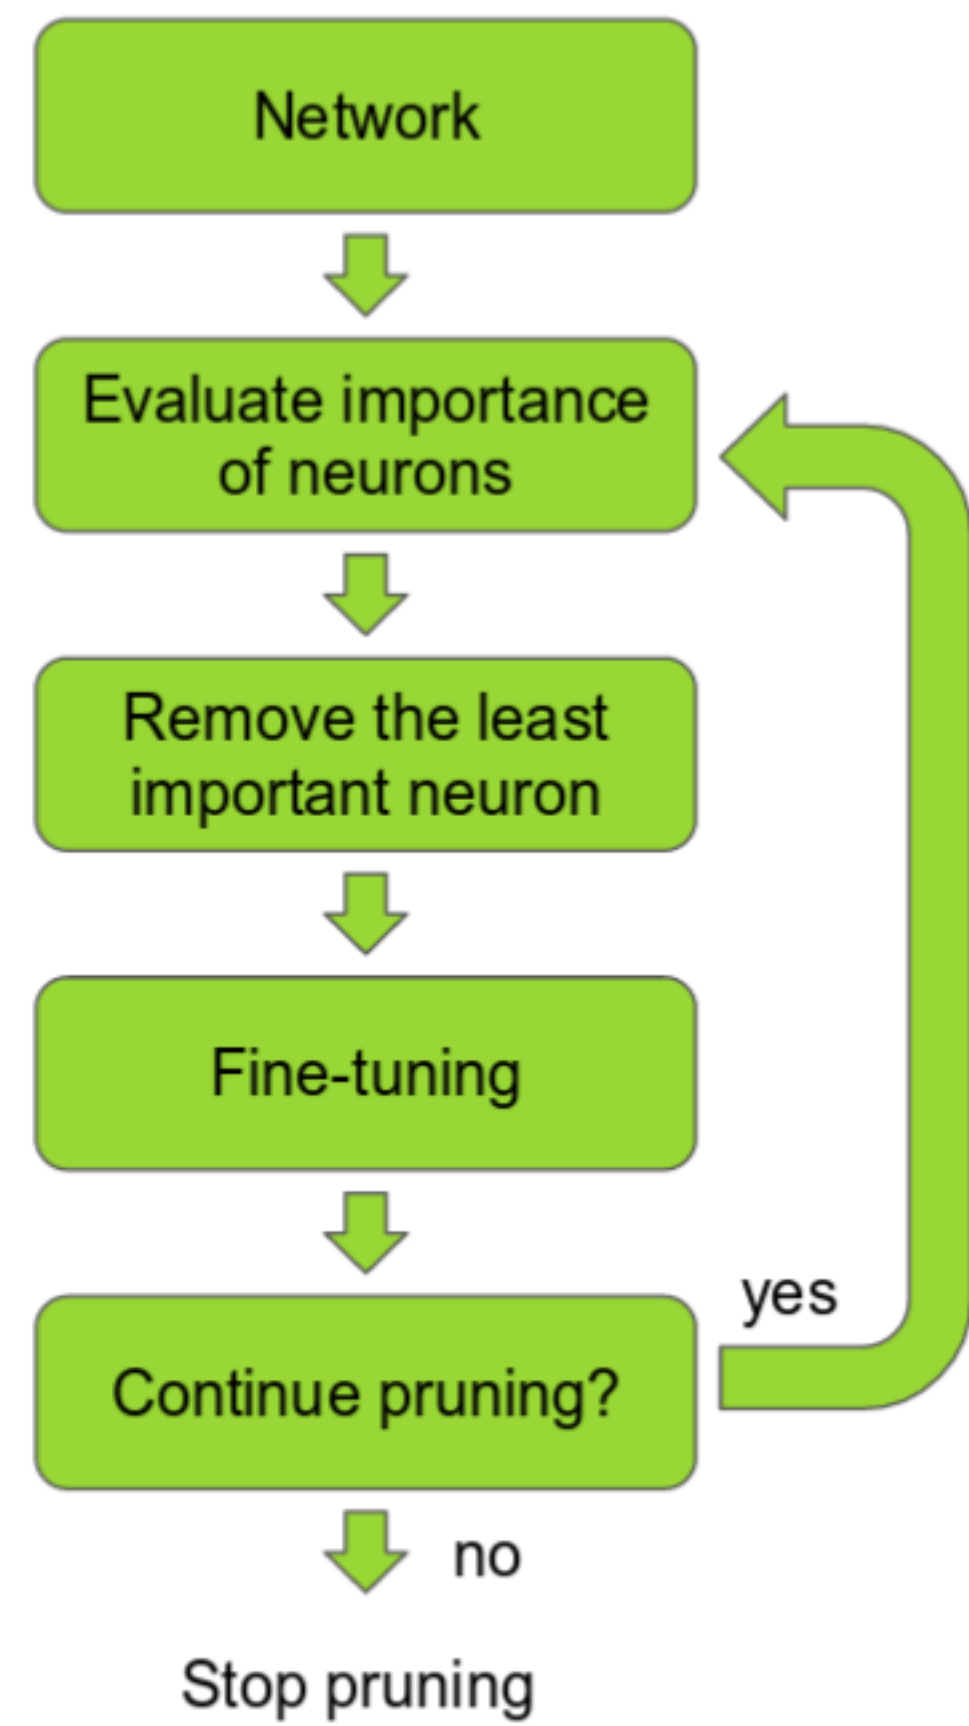 Network
Evaluate importance
of neurons
Remove the least
important neuron
Fine-tuning
yes
Continue pruning?
no
Stop pruning